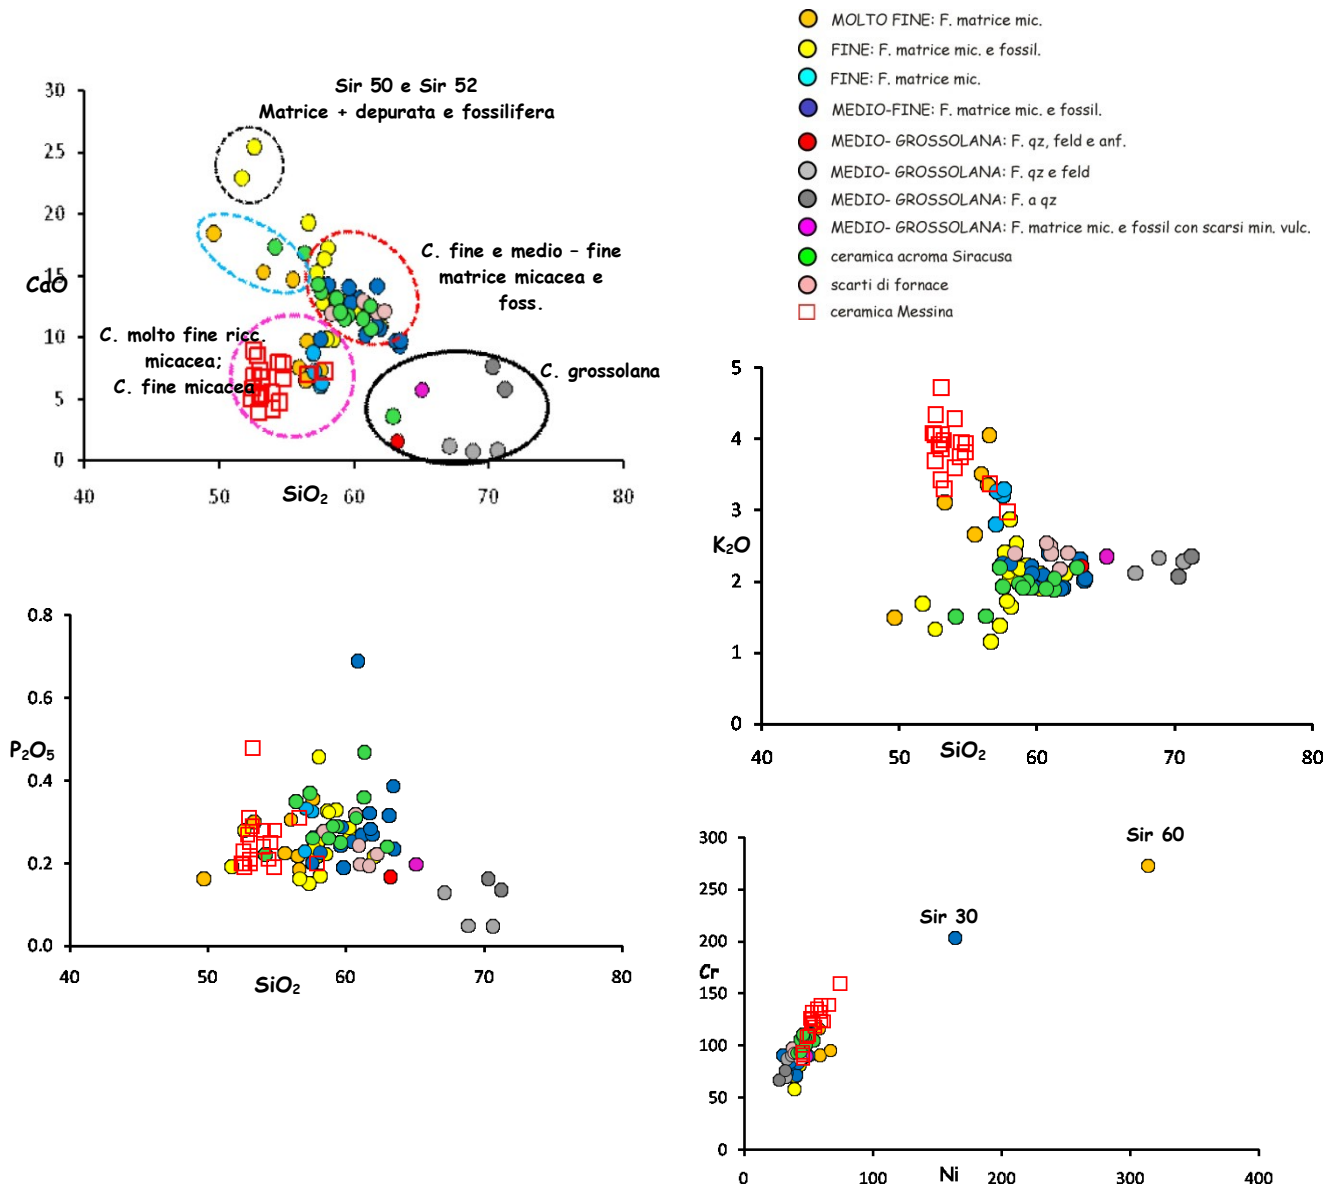 MOLTO FINE: F. matrice mic.
FINE: F. matrice mic. e fossil.
FINE: F. matrice mic.
MEDIO-FINE: F. matrice mic. e fossil.
MEDIO- GROSSOLANA: F. qz, feld e anf.
MEDIO- GROSSOLANA: F. qz e feld
MEDIO- GROSSOLANA: F. a qz
MEDIO- GROSSOLANA: F. matrice mic. e fossil con scarsi min. vulc.
ceramica acroma Siracusa
scarti di fornace
ceramica Messina
Sir 50 e Sir 52
Matrice + depurata e fossilifera
C. fine e medio – fine
matrice micacea e
foss.
C. molto fine ricc.
micacea;
C. fine micacea
C. grossolana
30
25
20
15
10
5
0
CdO
40
SiO₂
60
70
80
5
4
3
2
1
0
K₂O
40
50
SiO₂
60
70
80
0.8
0.6
P₂O₅
0.4
0.2
0.0
40
50
SiO₂
60
70
80
300
250
200
150
100
50
0
Cr
Sir 60
Sir 30
0
100
Ni
200
300
400